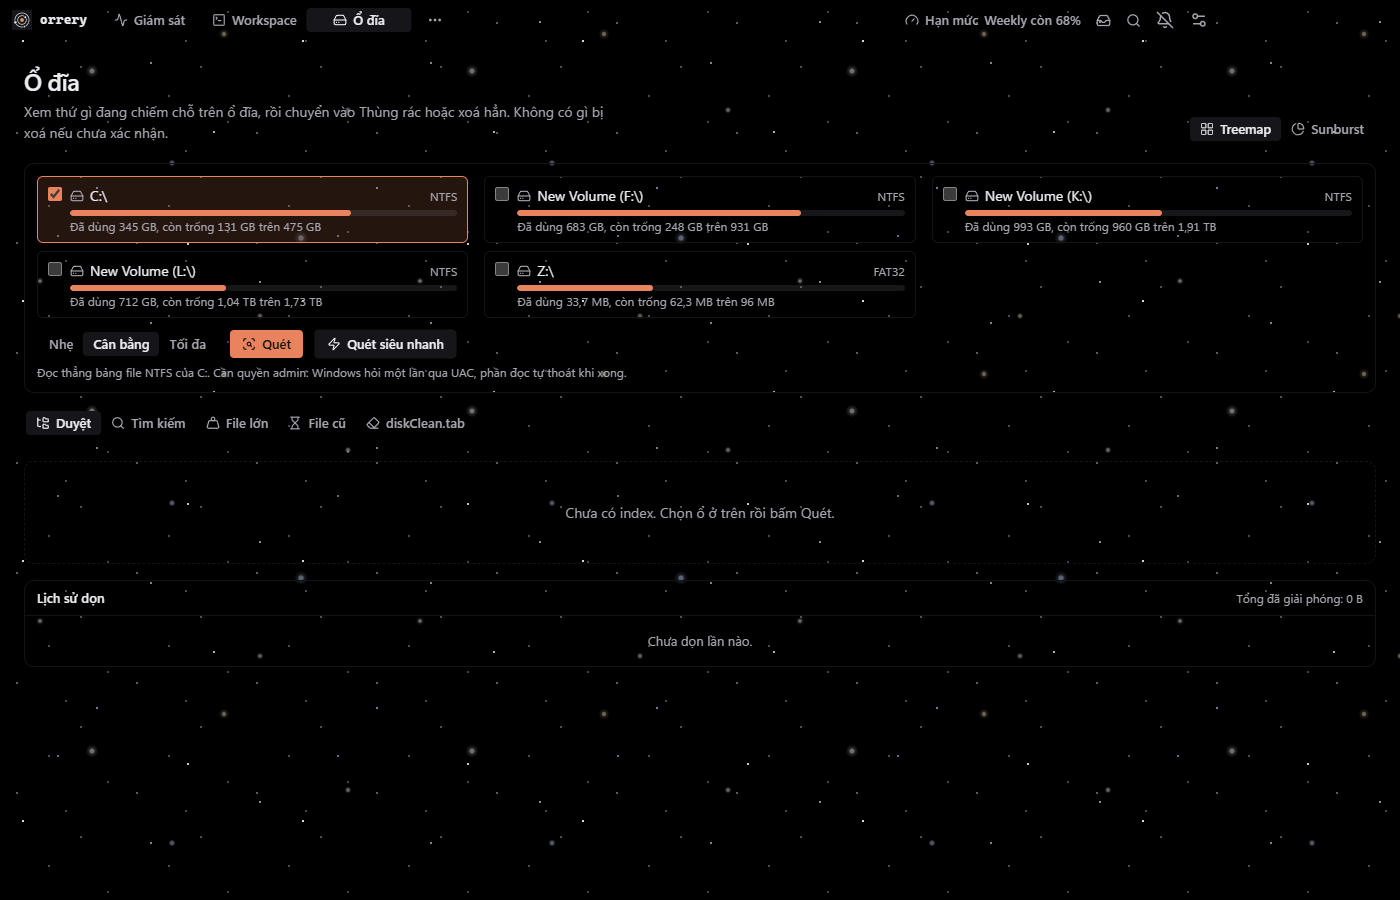 orrery
Giám sát
Workspace
Ổ đĩa
Hạn mức Weekly còn 68%
Ổ đĩa
Xem thứ gì đang chiếm chỗ trên ổ đĩa, rồi chuyển vào Thùng rác hoặc xoá hẳn. Không có gì bị
xoá nếu chưa xác nhận.
Treemap
Sunburst
C:\
NTFS
Đã dùng 345 GB, còn trống 131 GB trên 475 GB
New Volume (F:\)
NTFS
Đã dùng 683 GB, còn trống 248 GB trên 931 GB
New Volume (K:\)
NTFS
Đã dùng 993 GB, còn trống 960 GB trên 1,91 TB
New Volume (L:\)
NTFS
Đã dùng 712 GB, còn trống 1,04 TB trên 1,73 TB
Z:\
FAT32
Đã dùng 33,7 MB, còn trống 62,3 MB trên 96 MB
Nhẹ
Cân bằng
Tối đa
Quét
Quét siêu nhanh
Đọc thẳng bảng file NTFS của C:. Cần quyền admin: Windows hỏi một lần qua UAC, phần đọc tự thoát khi xong.
Duyệt
Tìm kiếm
File lớn
File cũ
diskClean.tab
Chưa có index. Chọn ổ ở trên rồi bấm Quét.
Lịch sử dọn
Tổng đã giải phóng: 0 B
Chưa dọn lần nào.